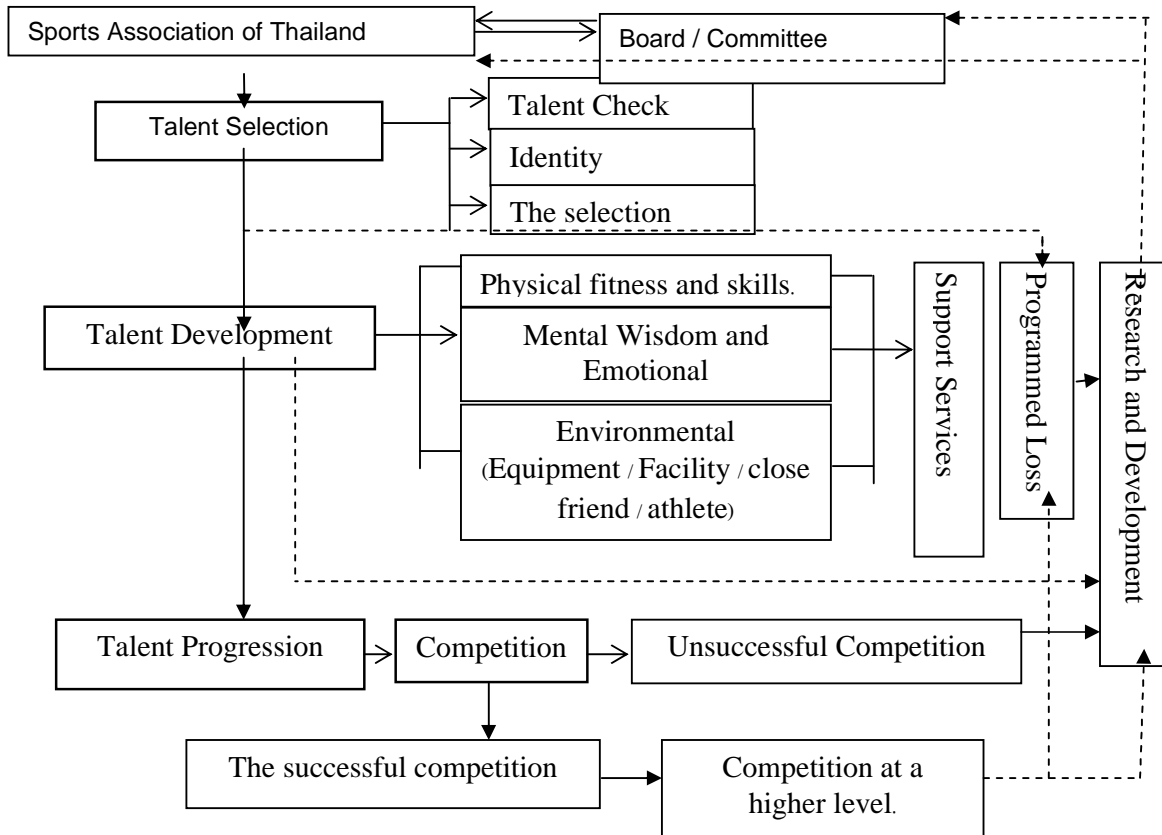 Sports Association of Thailand
Board / Committee
Talent Selection
Talent Check
Identity
The selection
Talent Development
Physical fitness and skills.
Mental Wisdom and
Emotional
Environmental
(Equipment / Facility / close
friend / athlete)
Support Services
Programmed Loss
Research and Development
Talent Progression
Competition
Unsuccessful Competition
The successful competition
Competition at a
higher level.